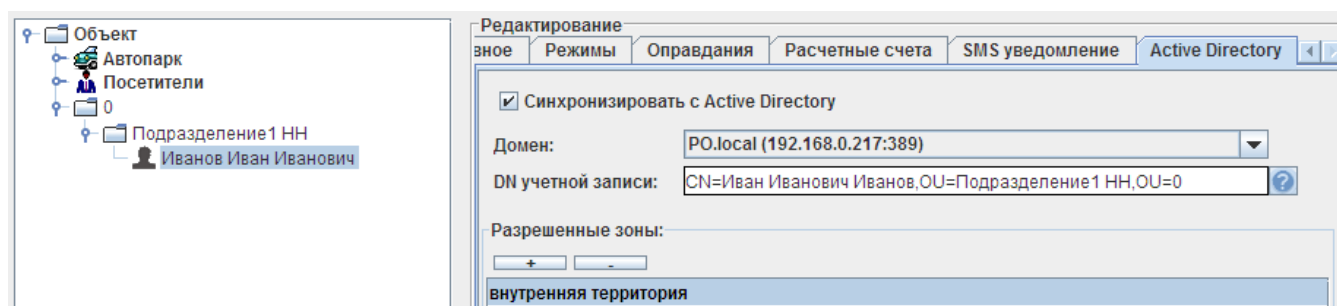 Объект
Автопарк
Посетители
0
Подразделение1 НН
Иванов Иван Иванович
Редактирование
вное Режимы Оправдания Расчетные счета SMS уведомление Active Directory
Синхронизировать с Active Directory
Домен: PO.local (192.168.0.217:389)
DN учетной записи: CN=Иван Иванович Иванов,OU=Подразделение1 НН,OU=0 ?
Разрешенные зоны:
+ -
внутренняя территория